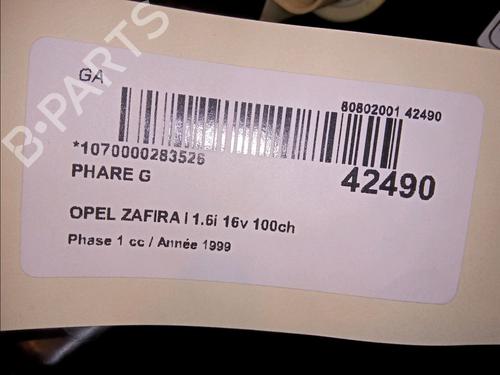 GA
80802001 42490
*1070000283526
PHARE G
42490
OPEL ZAFIRA I 1.6i 16v 100ch
Phase 1 cc / Année 1999
B-PARTS